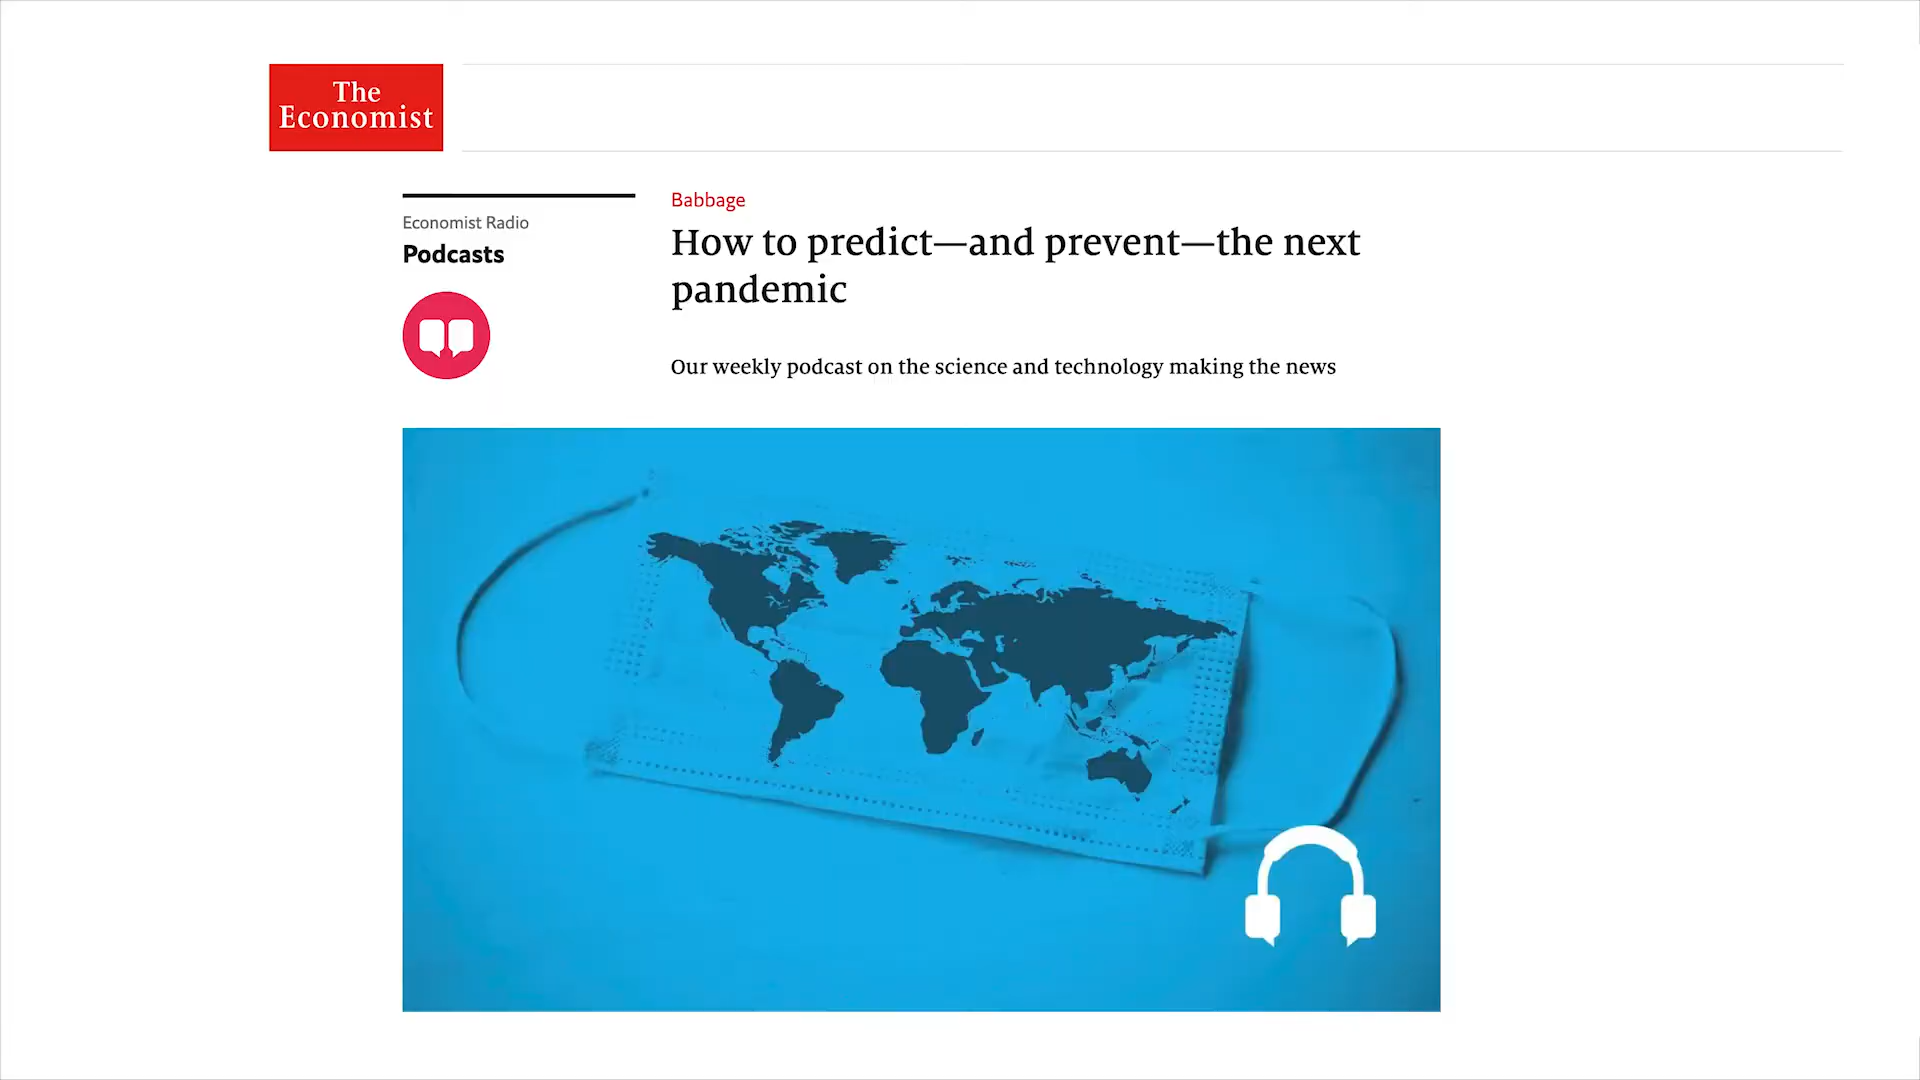 The
Economist
Economist Radio
Podcasts
Babbage
How to predict—and prevent—the next
pandemic
Our weekly podcast on the science and technology making the news